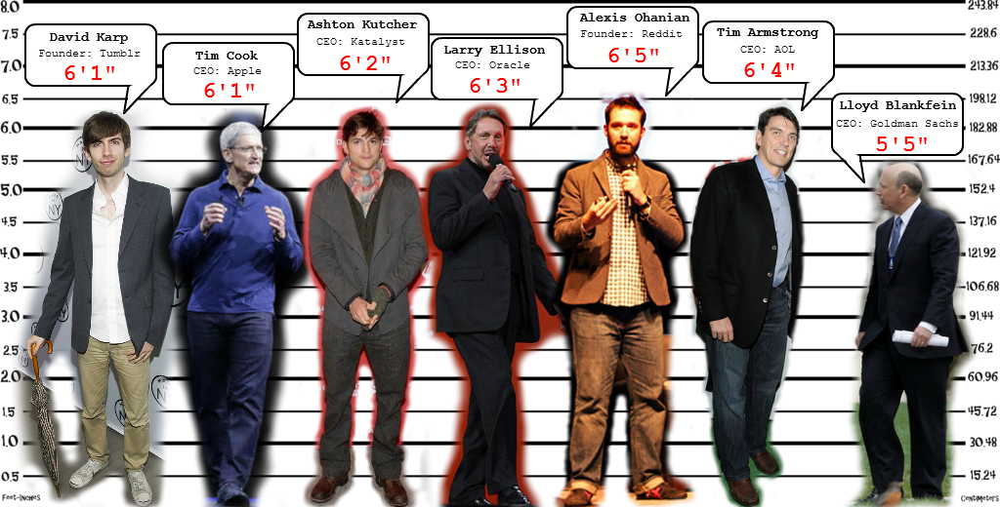 David Karp
Founder: Tumblr
6'1"
Tim Cook
CEO: Apple
6'1"
Ashton Kutcher
CEO: Katalyst
6'2"
Larry Ellison
CEO: Oracle
6'3"
Alexis Ohanian
Founder: Reddit
6'5"
Tim Armstrong
CEO: AOL
6'4"
Lloyd Blankfein
CEO: Goldman Sachs
5'5"
8.0
7.5
7.0
6.5
6.0
5.5
5.0
4.5
4.0
3.5
3.0
2.5
2.0
1.5
1.0
0.5
Feet-Inches
243.84
228.6
213.36
198.12
182.88
167.64
152.4
137.16
121.92
106.68
91.44
76.2
60.96
45.72
30.48
15.24
Centimeters
NY
NY
NY